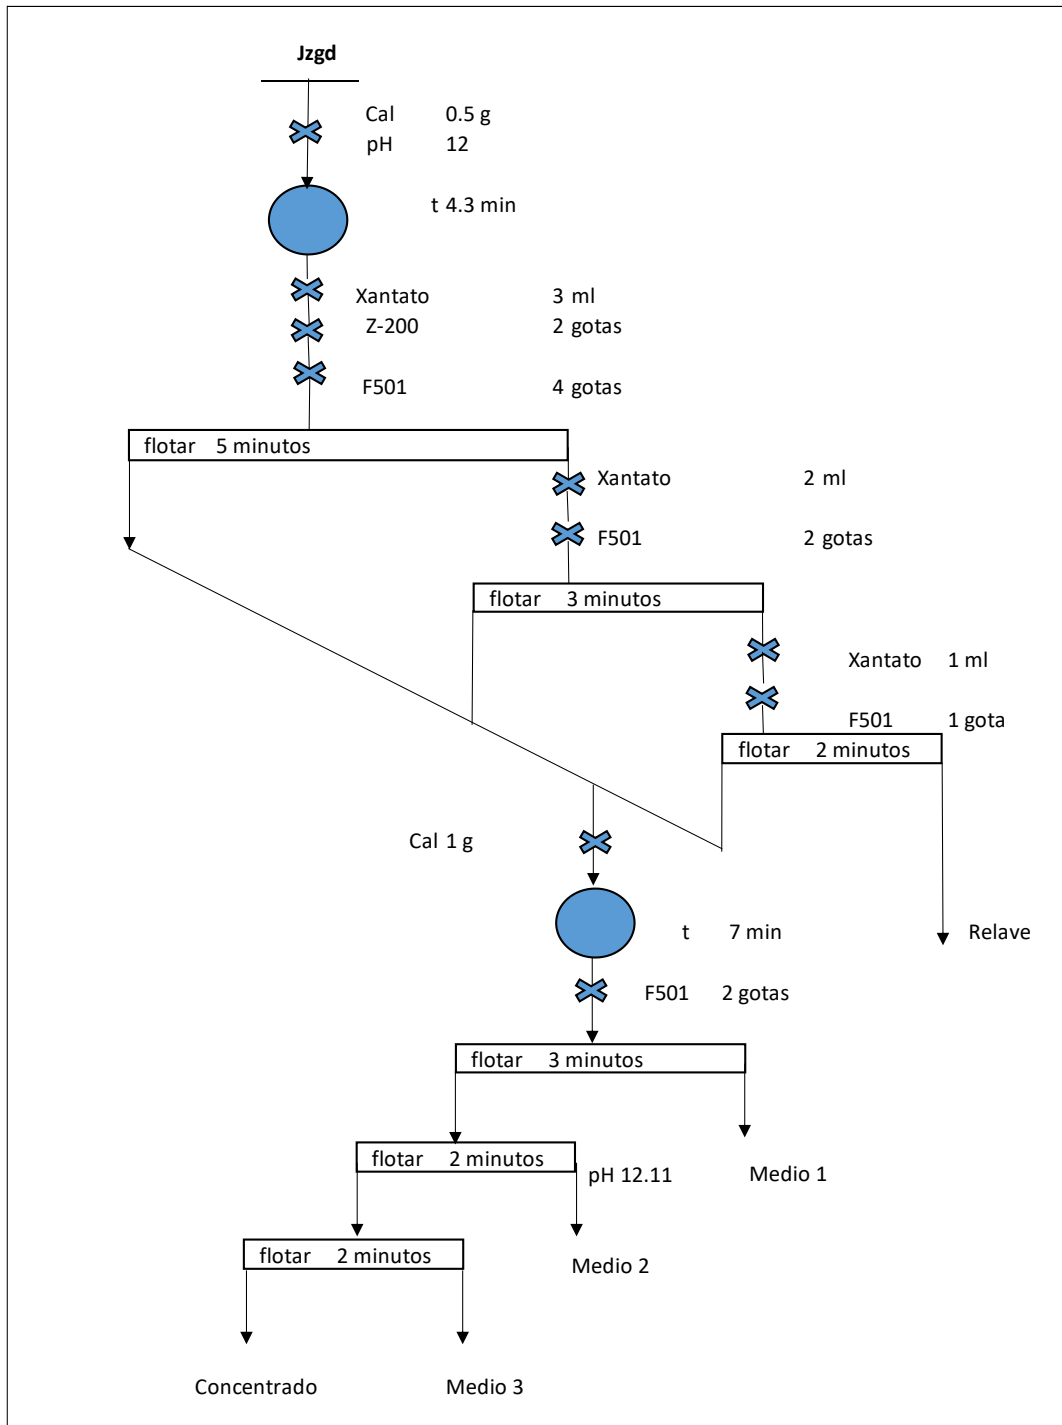 Jzgd
Cal 0.5 g
pH 12
t 4.3 min
Xantato 3 ml
Z-200 2 gotas
F501 4 gotas
flotar 5 minutos
Xantato 2 ml
F501 2 gotas
flotar 3 minutos
Xantato 1 ml
F501 1 gota
flotar 2 minutos
Cal 1 g
t 7 min
Relave
F501 2 gotas
flotar 3 minutos
flotar 2 minutos
pH 12.11
Medio 1
flotar 2 minutos
Medio 2
Concentrado
Medio 3